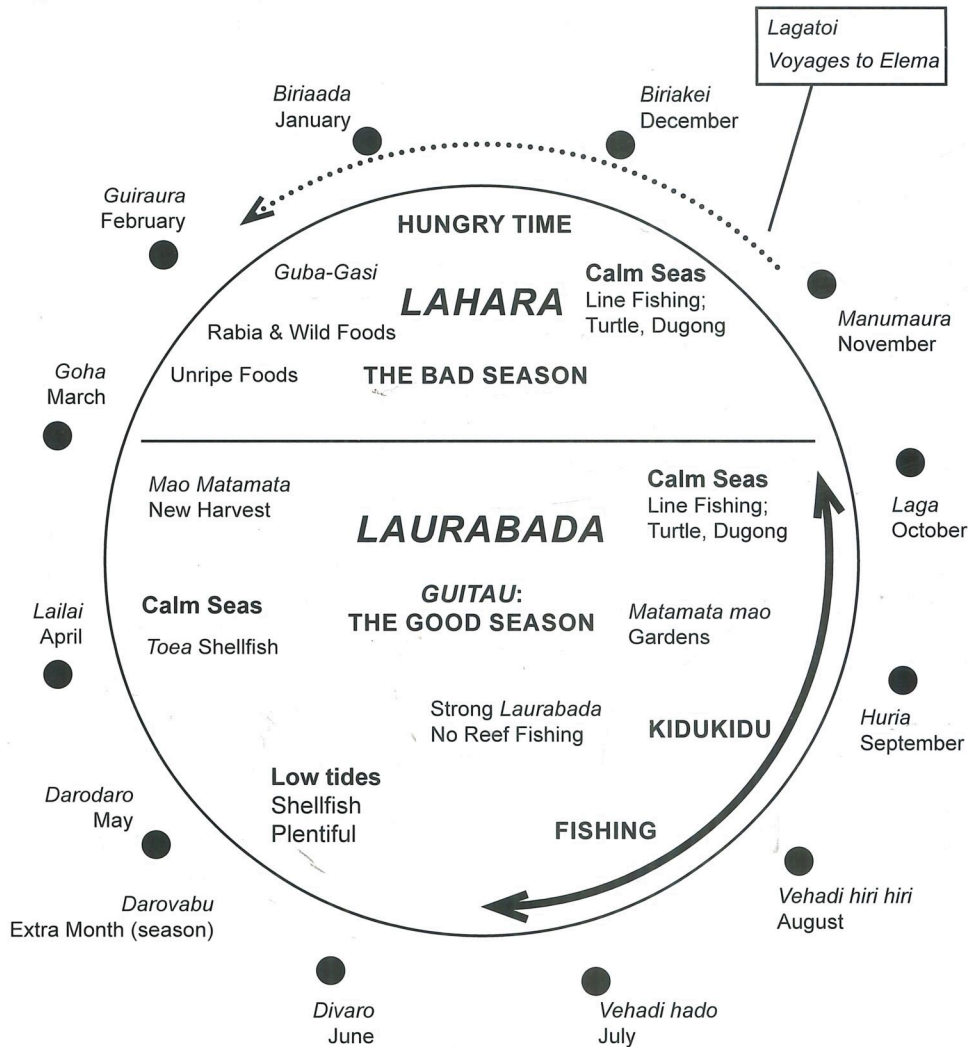 Lagatoi
Voyages to Elema
Biriaada
January
Biriakei
December
Guiraura
February
HUNGRY TIME
Guba-Gasi
Calm Seas
Line Fishing;
Turtle, Dugong
LAHARA
Manumaura
November
Rabia & Wild Foods
Unripe Foods
THE BAD SEASON
Goha
March
Mao Matamata
New Harvest
Calm Seas
Line Fishing;
Turtle, Dugong
Laga
October
LAURABADA
GUITAU:
THE GOOD SEASON
Lailai
April
Calm Seas
Toea Shellfish
Matamata mao
Gardens
Strong Laurabada
No Reef Fishing
KIDUKIDU
Huria
September
Low tides
Shellfish
Plentiful
Darodaro
May
FISHING
Darovabu
Extra Month (season)
Vehadi hiri hiri
August
Divaro
June
Vehadi hado
July